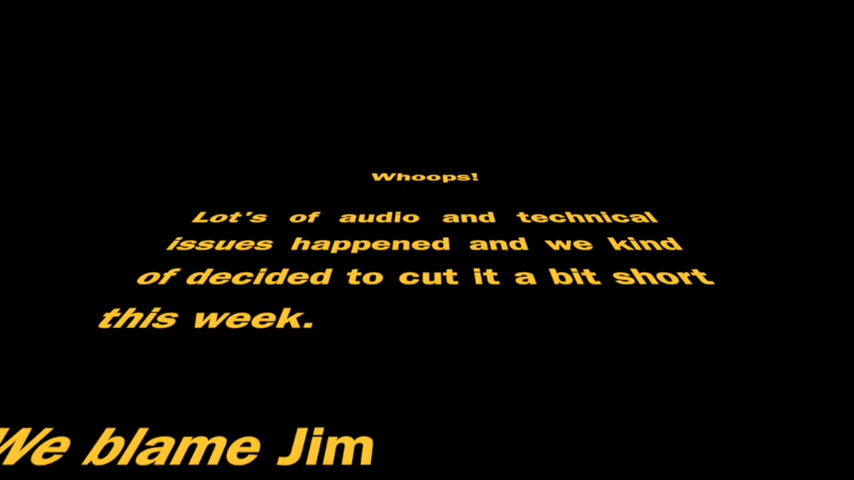 Whoops!
Lot's of audio and technical
issues happened and we kind
of decided to cut it a bit short
this week.
We blame Jim